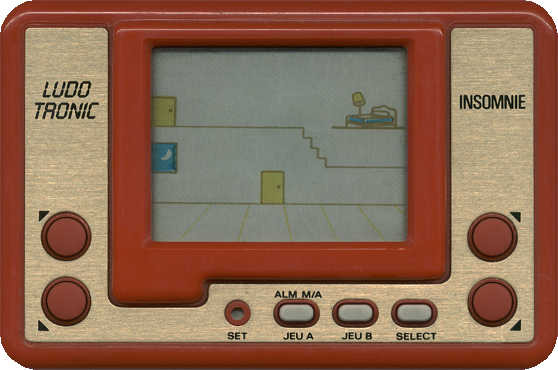 LUDO
TRONIC
INSOMNIE
ALM M/A
SET
JEU A
JEU B
SELECT